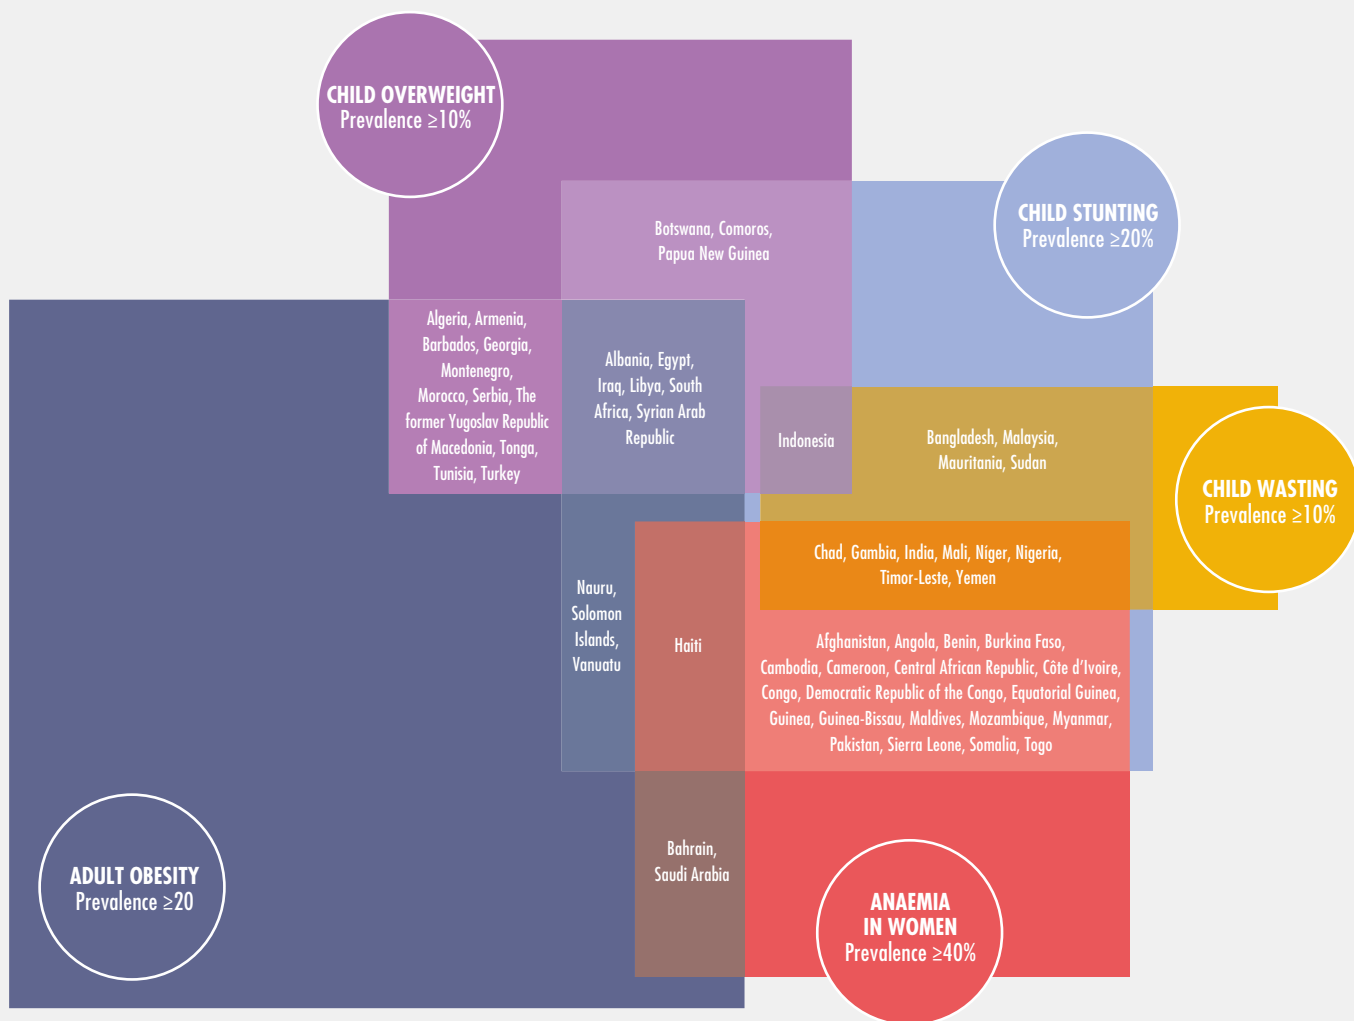 CHILD OVERWEIGHT
Prevalence ≥10%
CHILD STUNTING
Prevalence ≥20%
Botswana, Comoros,
Papua New Guinea
Algeria, Armenia,
Barbados, Georgia,
Montenegro,
Morocco, Serbia, The
former Yugoslav Republic
of Macedonia, Tonga,
Tunisia, Turkey
Albania, Egypt,
Iraq, Libya, South
Africa, Syrian Arab
Republic
Indonesia
Bangladesh, Malaysia,
Mauritania, Sudan
CHILD WASTING
Prevalence ≥10%
Chad, Gambia, India, Mali, Níger, Nigeria,
Timor-Leste, Yemen
Nauru,
Solomon
Islands,
Vanuatu
Haiti
Afghanistan, Angola, Benin, Burkina Faso,
Cambodia, Cameroon, Central African Republic, Côte d’Ivoire,
Congo, Democratic Republic of the Congo, Equatorial Guinea,
Guinea, Guinea-Bissau, Maldives, Mozambique, Myanmar,
Pakistan, Sierra Leone, Somalia, Togo
Bahrain,
Saudi Arabia
ADULT OBESITY
Prevalence ≥20
ANAEMIA
IN WOMEN
Prevalence ≥40%